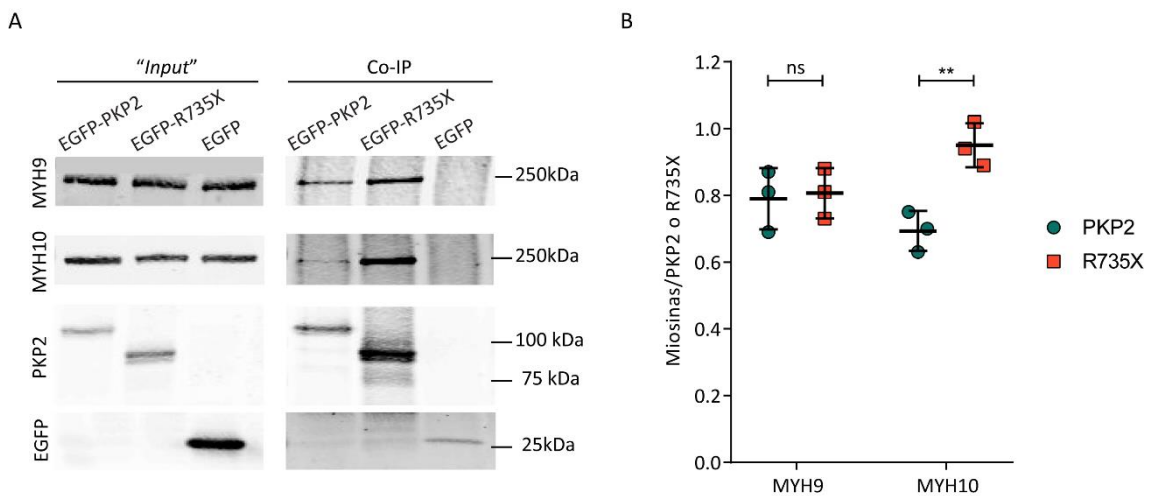 A
"Input"
Co-IP
EGFP-PKP2
EGFP-R735X
EGFP
EGFP-PKP2
EGFP-R735X
EGFP
MYH9
250kDa
MYH10
250kDa
PKP2
100 kDa
75 kDa
EGFP
25kDa
B
Miosinas/PKP2 o R735X
1.2
1.0
0.8
0.6
0.4
0.2
0.0
ns
**
MYH9
MYH10
PKP2
R735X